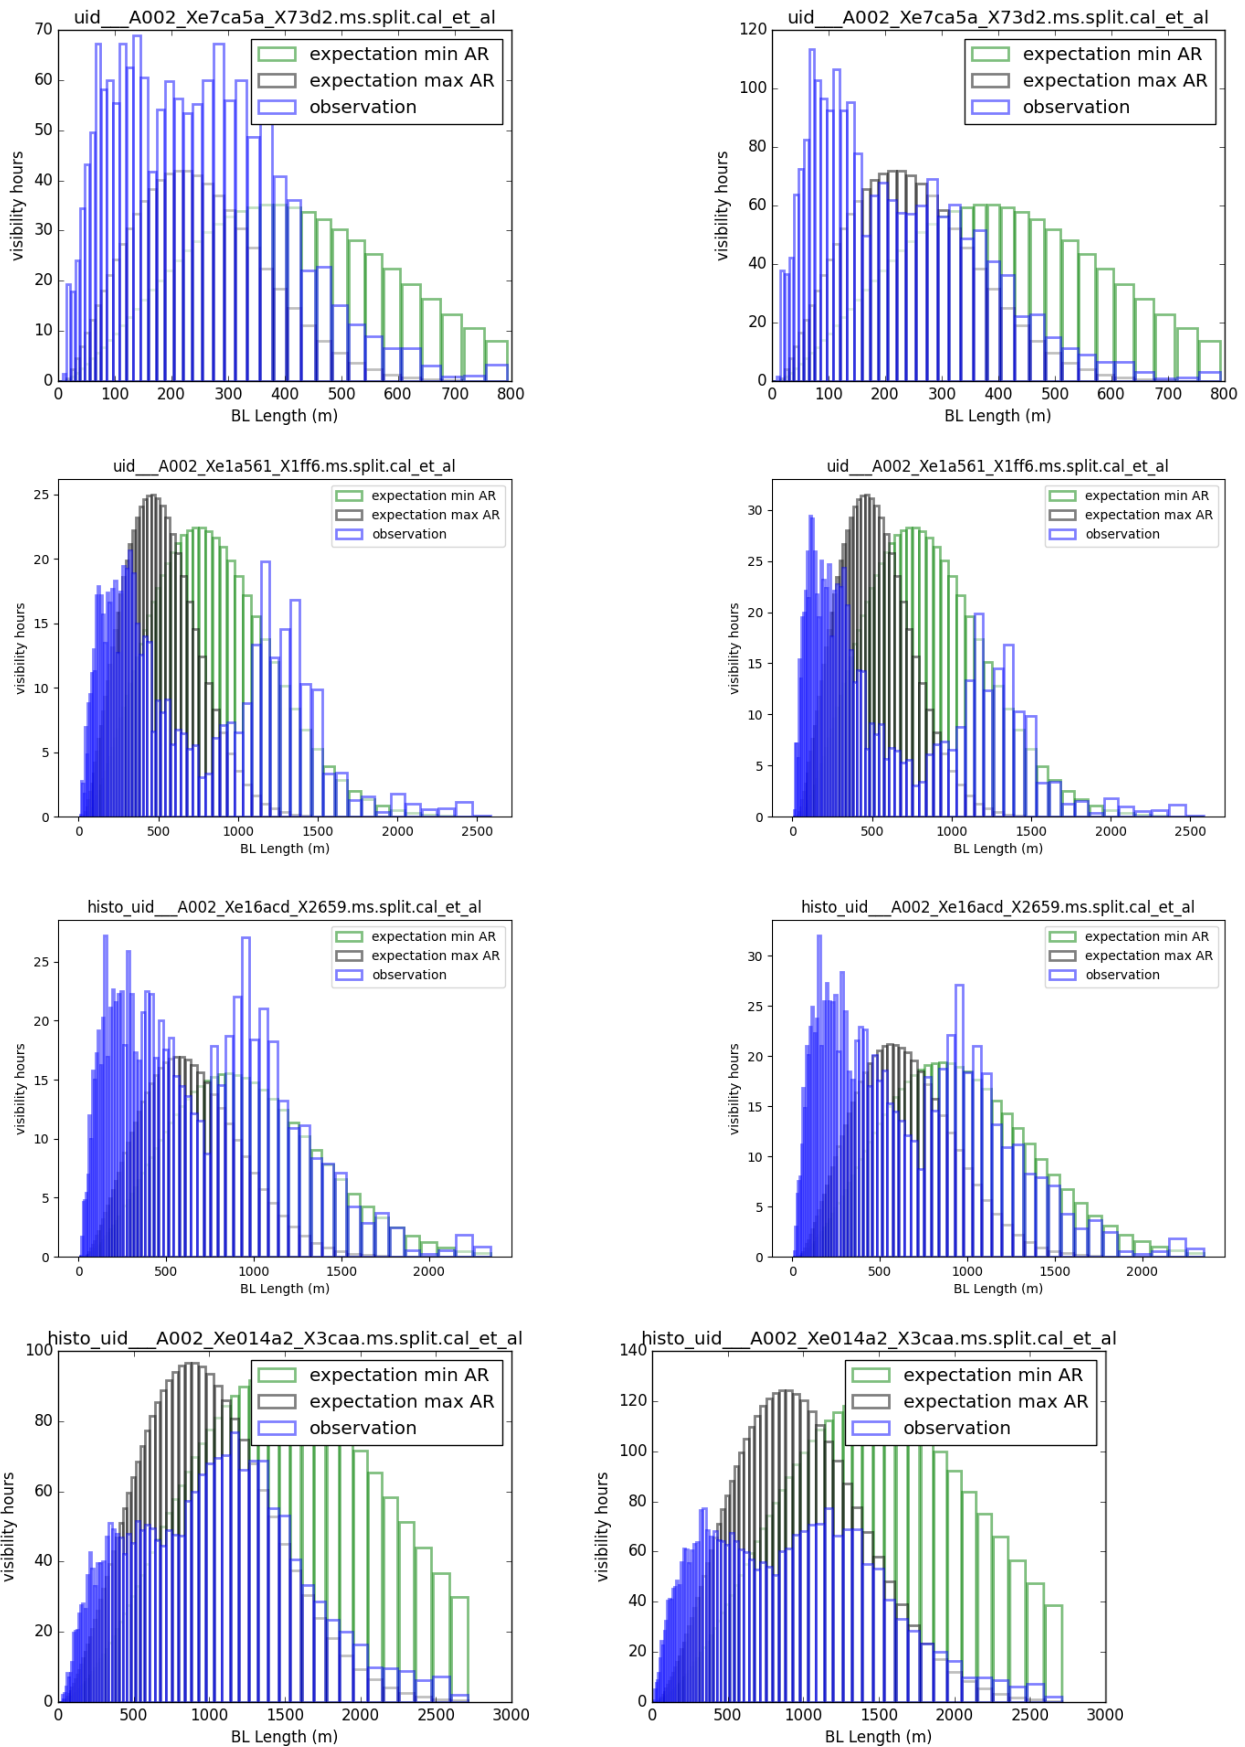 uid___A002_Xe7ca5a_X73d2.ms.split.cal_et_al
70
60
50
40
30
20
10
0
visibility hours
expectation min AR
expectation max AR
observation
0 100 200 300 400 500 600 700 800
BL Length (m)
uid___A002_Xe7ca5a_X73d2.ms.split.cal_et_al
120
100
80
60
40
20
0
visibility hours
expectation min AR
expectation max AR
observation
0 100 200 300 400 500 600 700 800
BL Length (m)
uid___A002_Xe1a561_X1ff6.ms.split.cal_et_al
25
20
15
10
5
0
visibility hours
expectation min AR
expectation max AR
observation
0 500 1000 1500 2000 2500
BL Length (m)
uid___A002_Xe1a561_X1ff6.ms.split.cal_et_al
30
25
20
15
10
5
0
visibility hours
expectation min AR
expectation max AR
observation
0 500 1000 1500 2000 2500
BL Length (m)
histo_uid___A002_Xe16acd_X2659.ms.split.cal_et_al
25
20
15
10
5
0
visibility hours
expectation min AR
expectation max AR
observation
0 500 1000 1500 2000
BL Length (m)
histo_uid___A002_Xe16acd_X2659.ms.split.cal_et_al
30
25
20
15
10
5
0
visibility hours
expectation min AR
expectation max AR
observation
0 500 1000 1500 2000
BL Length (m)
histo_uid___A002_Xe014a2_X3caa.ms.split.cal_et_al
100
80
60
40
20
0
visibility hours
expectation min AR
expectation max AR
observation
0 500 1000 1500 2000 2500 3000
BL Length (m)
histo_uid___A002_Xe014a2_X3caa.ms.split.cal_et_al
140
120
100
80
60
40
20
0
visibility hours
expectation min AR
expectation max AR
observation
0 500 1000 1500 2000 2500 3000
BL Length (m)